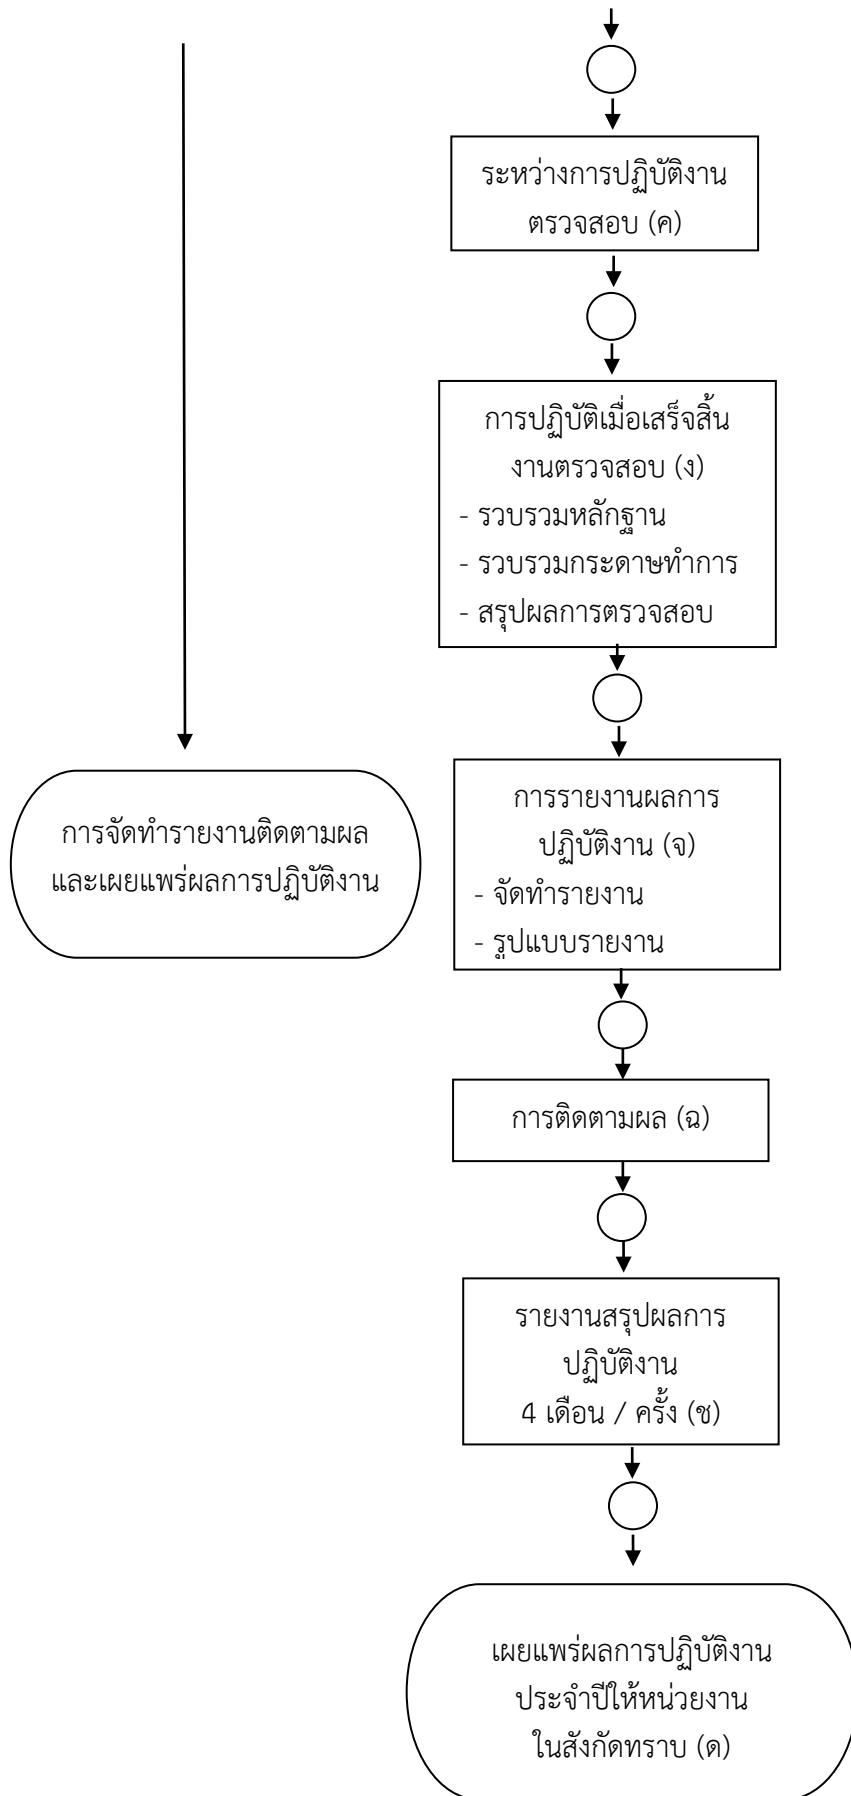 ระหว่างการปฏิบัติงาน
ตรวจสอบ (ค)
การปฏิบัติเมื่อเสร็จสิ้น
งานตรวจสอบ (ง)
- รวบรวมหลักฐาน
- รวบรวมกระดาษทำการ
- สรุปผลการตรวจสอบ
การจัดทำรายงานติดตามผล
และเผยแพร่ผลการปฏิบัติงาน
การรายงานผลการ
ปฏิบัติงาน (จ)
- จัดทำรายงาน
- รูปแบบรายงาน
การติดตามผล (ฉ)
รายงานสรุปผลการ
ปฏิบัติงาน
4 เดือน / ครั้ง (ช)
เผยแพร่ผลการปฏิบัติงาน
ประจำปีให้หน่วยงาน
ในสังกัดทราบ (ด)